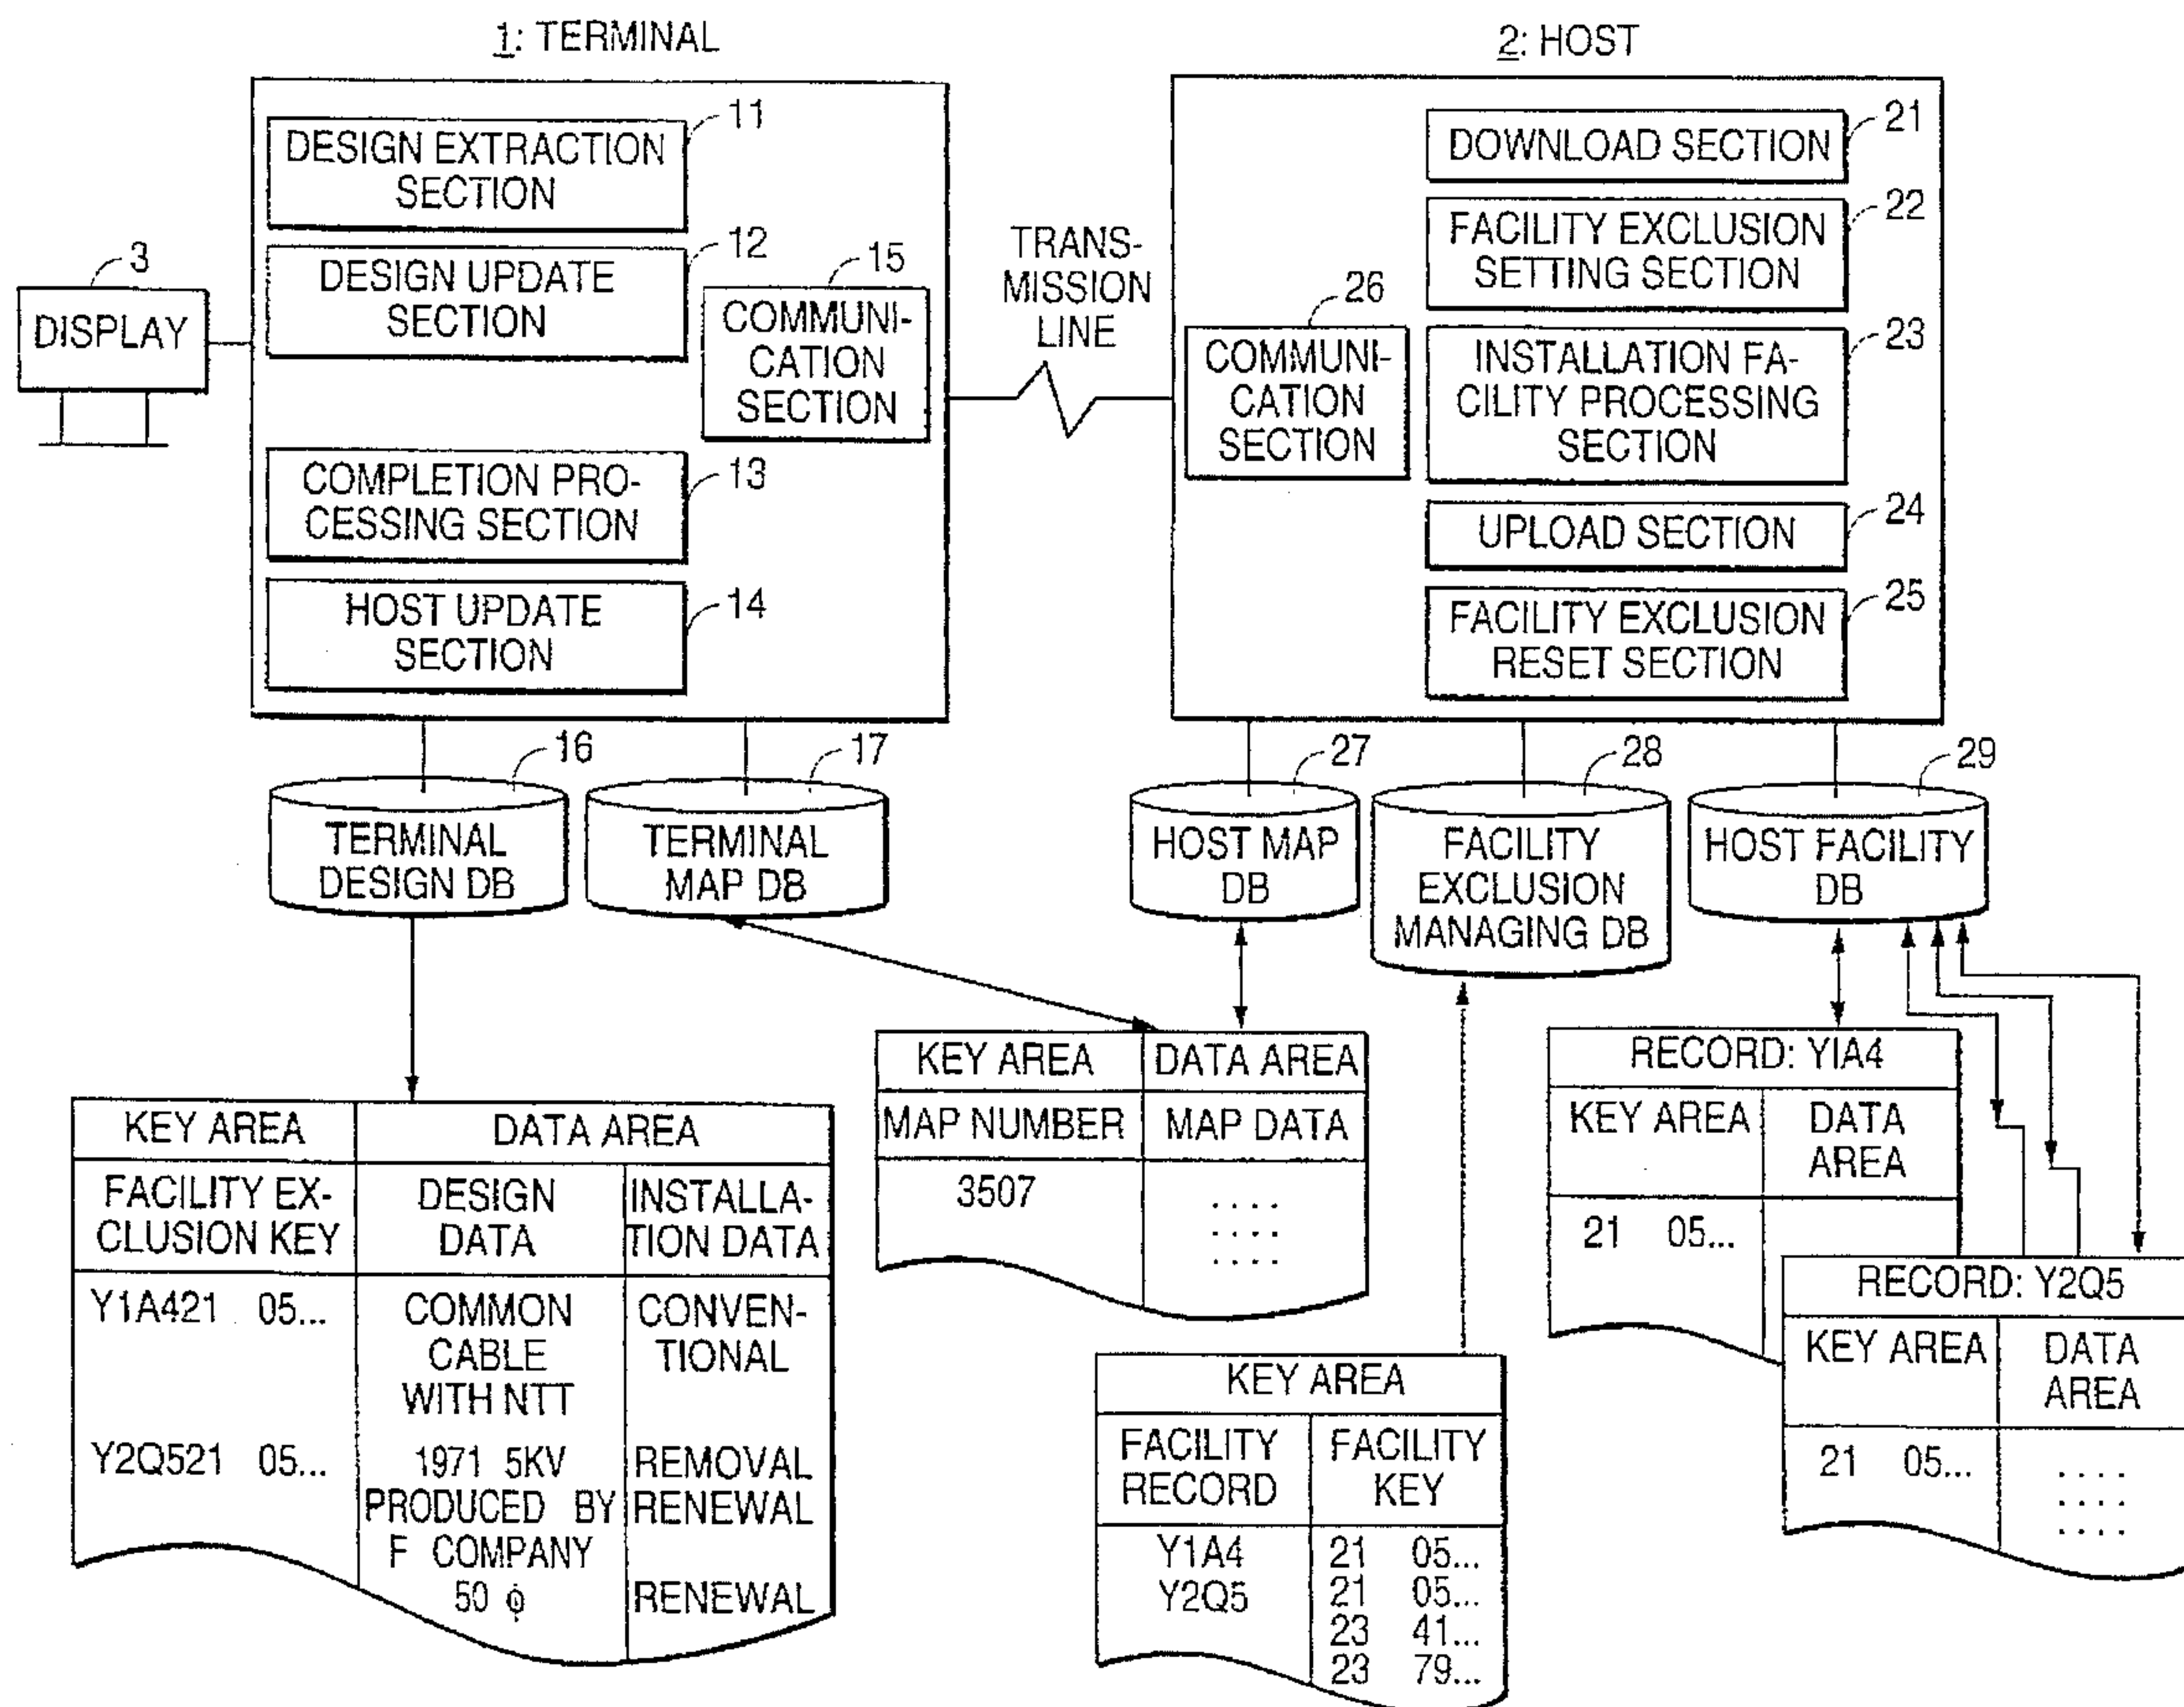 1: TERMINAL
11
DESIGN EXTRACTION
SECTION
12
DESIGN UPDATE
SECTION
3
DISPLAY
15
COMMUNI-
CATION
SECTION
13
COMPLETION PRO-
CESSING SECTION
14
HOST UPDATE
SECTION
TRANS-
MISSION
LINE
2: HOST
21
DOWNLOAD SECTION
22
FACILITY EXCLUSION
SETTING SECTION
26
COMMUNI-
CATION
SECTION
23
INSTALLATION FA-
CILITY PROCESSING
SECTION
24
UPLOAD SECTION
25
FACILITY EXCLUSION
RESET SECTION
16
TERMINAL
DESIGN DB
17
TERMINAL
MAP DB
27
HOST MAP
DB
28
FACILITY
EXCLUSION
MANAGING DB
29
HOST FACILITY
DB
KEY AREA DATA AREA
FACILITY EX-
CLUSION KEY
DESIGN
DATA
INSTALLA-
TION DATA
Y1A421 05...
COMMON
CABLE
WITH NTT
CONVEN-
TIONAL
Y2Q521 05...
1971 5KV
PRODUCED BY
F COMPANY
50 ϕ
REMOVAL
RENEWAL
RENEWAL
KEY AREA DATA AREA
MAP NUMBER MAP DATA
3507 ....
....
....
KEY AREA
FACILITY
RECORD
FACILITY
KEY
Y1A4 21 05...
Y2Q5 21 05...
23 41...
23 79...
RECORD: YIA4
KEY AREA DATA
AREA
21 05...
RECORD: Y2Q5
KEY AREA DATA
AREA
21 05... ....
....
....